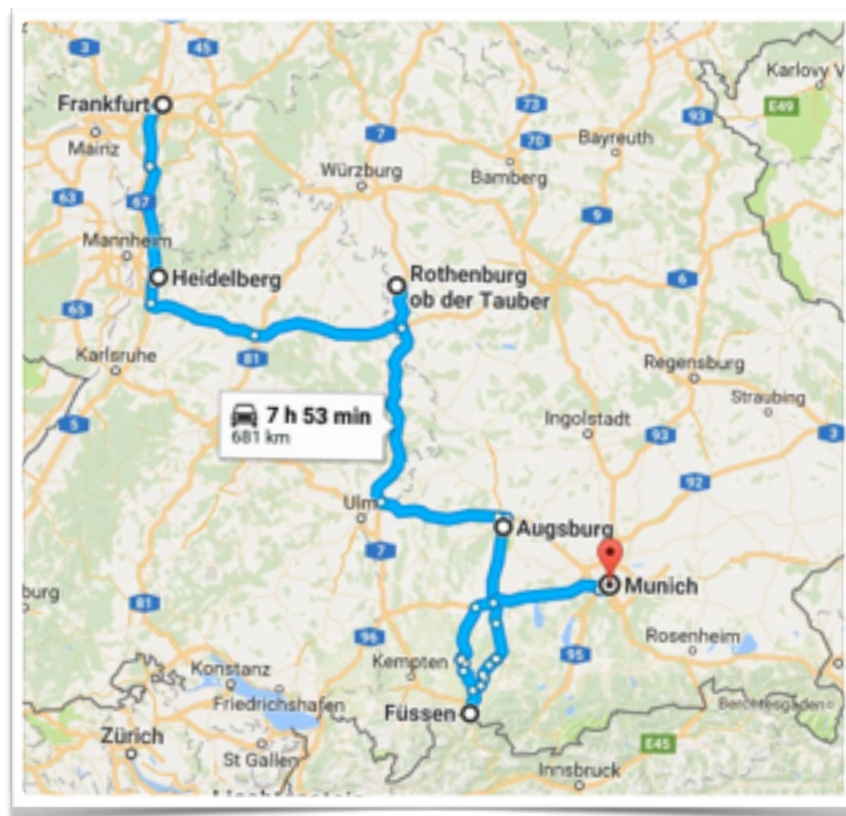 3
45
Karlovy V
Frankfurt
Mainz
73
93
E49
7
70
Bayreuth
Würzburg
Bamberg
63
67
9
Mannheim
Heidelberg
Rothenburg
ob der Tauber
6
65
81
Karlsruhe
Regensburg
Straubing
7 h 53 min
681 km
5
Ingolstadt
93
3
92
Ulm
Augsburg
7
Munich
burg
81
96
Rosenheim
Konstanz
Kempten
95
Friedrichshafen
Füssen
Berchtesgaden
Zürich
St Gallen
E45
Innsbruck
Liechtenstein